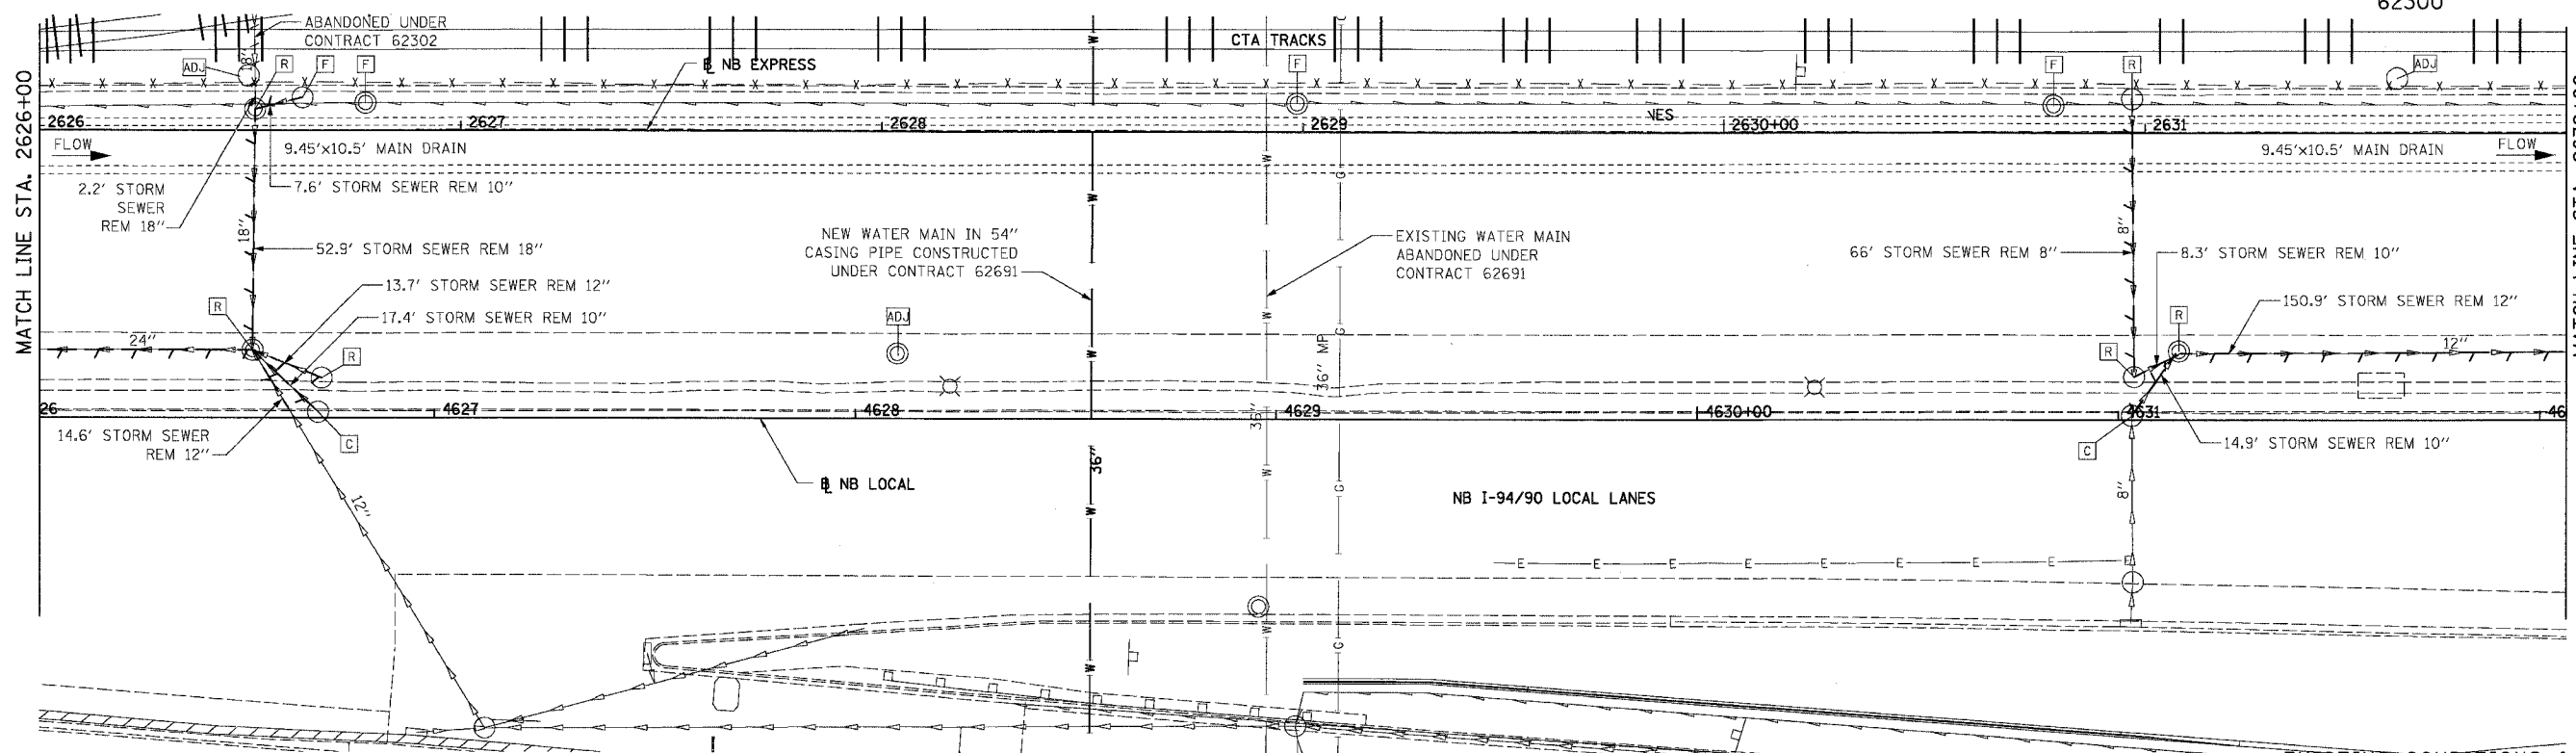 62300
ABANDONED UNDER
CONTRACT 62302
CTA TRACKS
18"
ADJ
R
F
F
℄ NB EXPRESS
F
F
R
ADJ
MATCH LINE STA. 2626+00
2626
2627
2628
2629
NES
2630+00
2631
FLOW
9.45'x10.5' MAIN DRAIN
9.45'x10.5' MAIN DRAIN
FLOW
2.2' STORM
SEWER
REM 18"
7.6' STORM SEWER REM 10"
18"
52.9' STORM SEWER REM 18"
NEW WATER MAIN IN 54"
CASING PIPE CONSTRUCTED
UNDER CONTRACT 62691
EXISTING WATER MAIN
ABANDONED UNDER
CONTRACT 62691
66' STORM SEWER REM 8"
8"
8.3' STORM SEWER REM 10"
13.7' STORM SEWER REM 12"
17.4' STORM SEWER REM 10"
150.9' STORM SEWER REM 12"
R
ADJ
R
24"
R
36" MP
R
12"
26
4627
4628
4629
4630+00
4631
46
14.6' STORM SEWER
REM 12"
C
36"
36"
C
14.9' STORM SEWER REM 10"
12"
℄ NB LOCAL
NB I-94/90 LOCAL LANES
8"
W
W
W
W
W
W
W
W
W
W
W
W
G
G
G
G
G
E
E
E
E
E
E
E
E
E